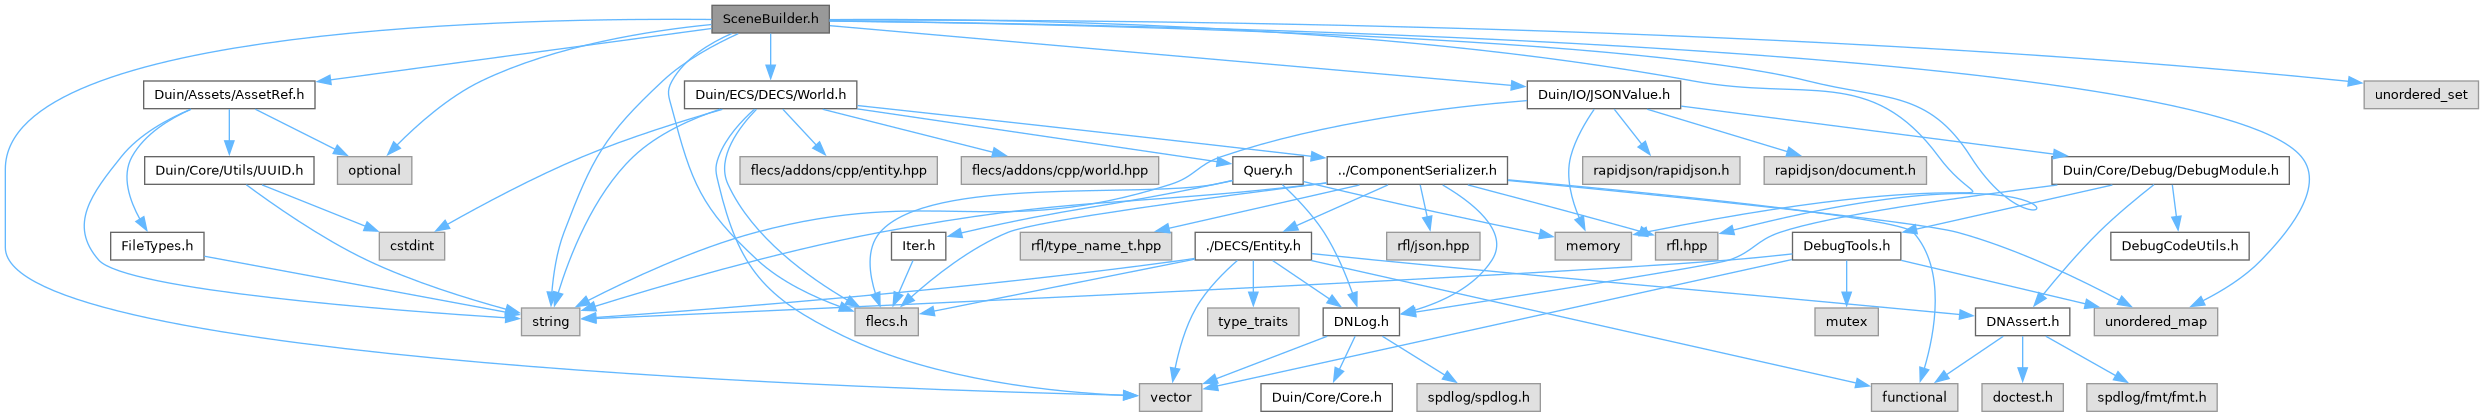 SceneBuilder.h
Duin/Assets/AssetRef.h
Duin/ECS/DECS/World.h
Duin/IO/JSONValue.h
unordered_set
Duin/Core/Utils/UUID.h
optional
flecs/addons/cpp/entity.hpp
flecs/addons/cpp/world.hpp
Query.h
../ComponentSerializer.h
rapidjson/rapidjson.h
rapidjson/document.h
Duin/Core/Debug/DebugModule.h
FileTypes.h
cstdint
Iter.h
rfl/type_name_t.hpp
./DECS/Entity.h
rfl/json.hpp
memory
rfl.hpp
DebugTools.h
DebugCodeUtils.h
string
flecs.h
type_traits
DNLog.h
mutex
DNAssert.h
unordered_map
vector
Duin/Core/Core.h
spdlog/spdlog.h
functional
doctest.h
spdlog/fmt/fmt.h